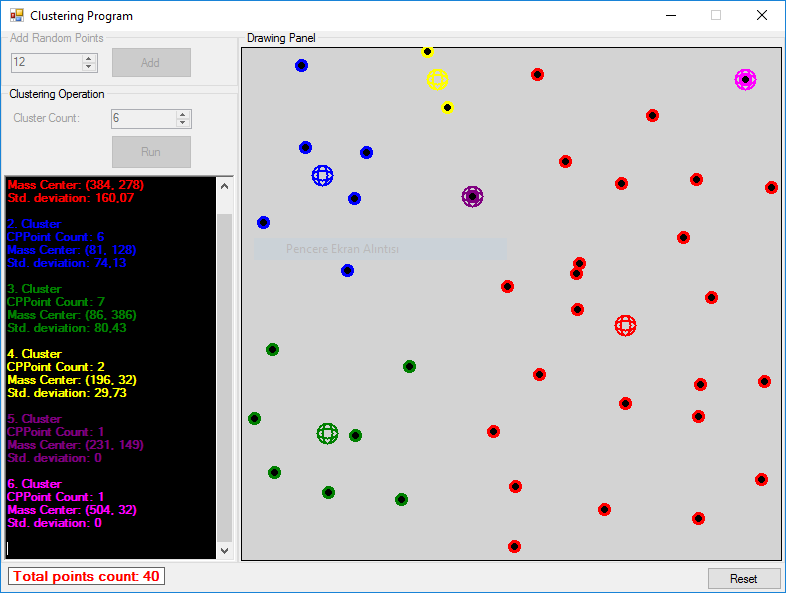 Clustering Program
Add Random Points
12
Add
Clustering Operation
Cluster Count:
6
Run
Mass Center: (384, 278)
Std. deviation: 160,07
2. Cluster
CPPoint Count: 6
Mass Center: (81, 128)
Std. deviation: 74,13
3. Cluster
CPPoint Count: 7
Mass Center: (86, 386)
Std. deviation: 80,43
4. Cluster
CPPoint Count: 2
Mass Center: (196, 32)
Std. deviation: 29,73
5. Cluster
CPPoint Count: 1
Mass Center: (231, 149)
Std. deviation: 0
6. Cluster
CPPoint Count: 1
Mass Center: (504, 32)
Std. deviation: 0
Total points count: 40
Drawing Panel
Pencere Ekran Alıntısı
Reset